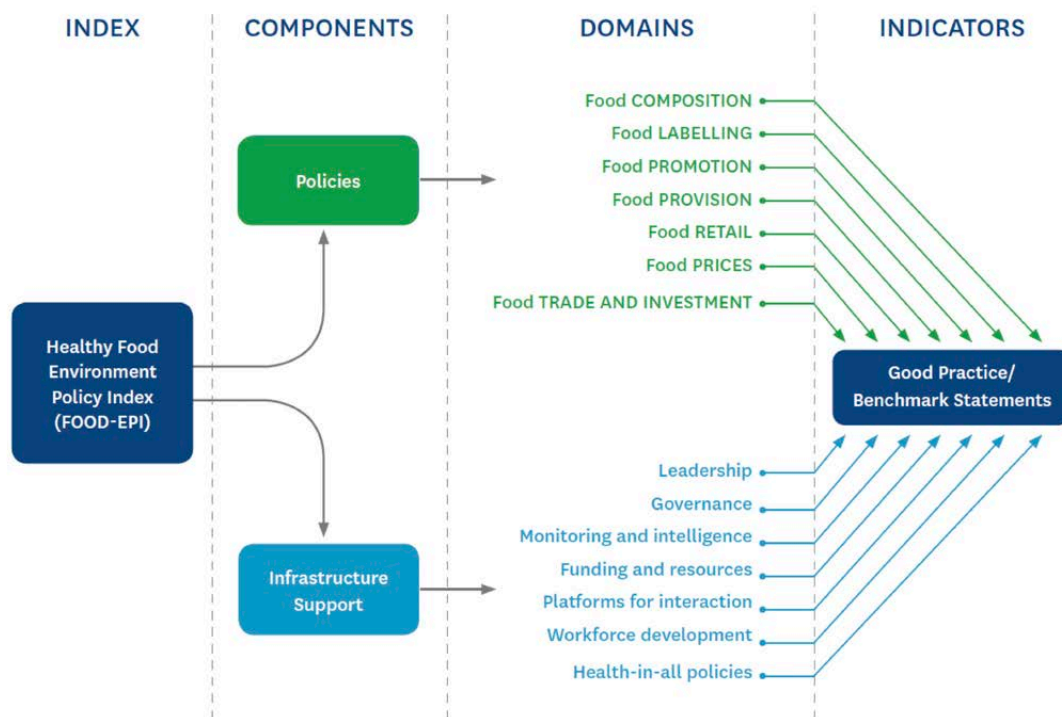 INDEX
COMPONENTS
DOMAINS
INDICATORS
Healthy Food
Environment
Policy Index
(FOOD-EPI)
Policies
Infrastructure
Support
Food COMPOSITION
Food LABELLING
Food PROMOTION
Food PROVISION
Food RETAIL
Food PRICES
Food TRADE AND INVESTMENT
Leadership
Governance
Monitoring and intelligence
Funding and resources
Platforms for interaction
Workforce development
Health-in-all policies
Good Practice/
Benchmark Statements